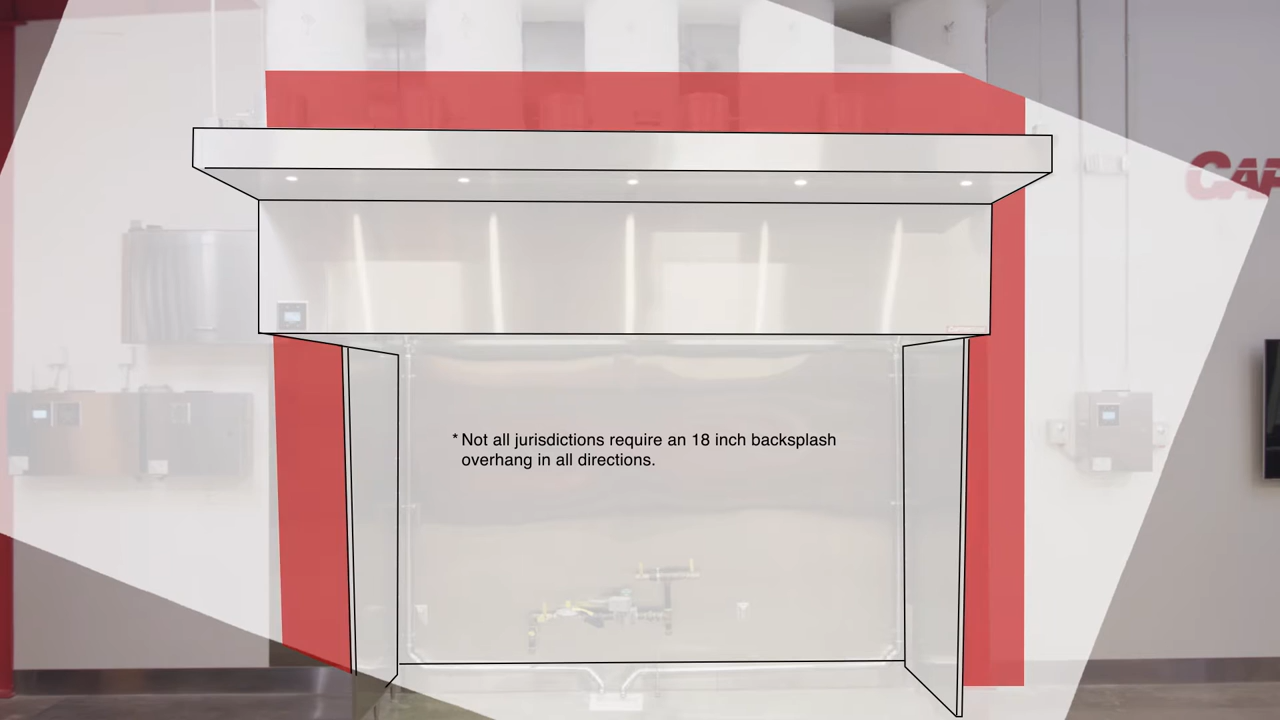 * Not all jurisdictions require an 18 inch backsplash
overhang in all directions.